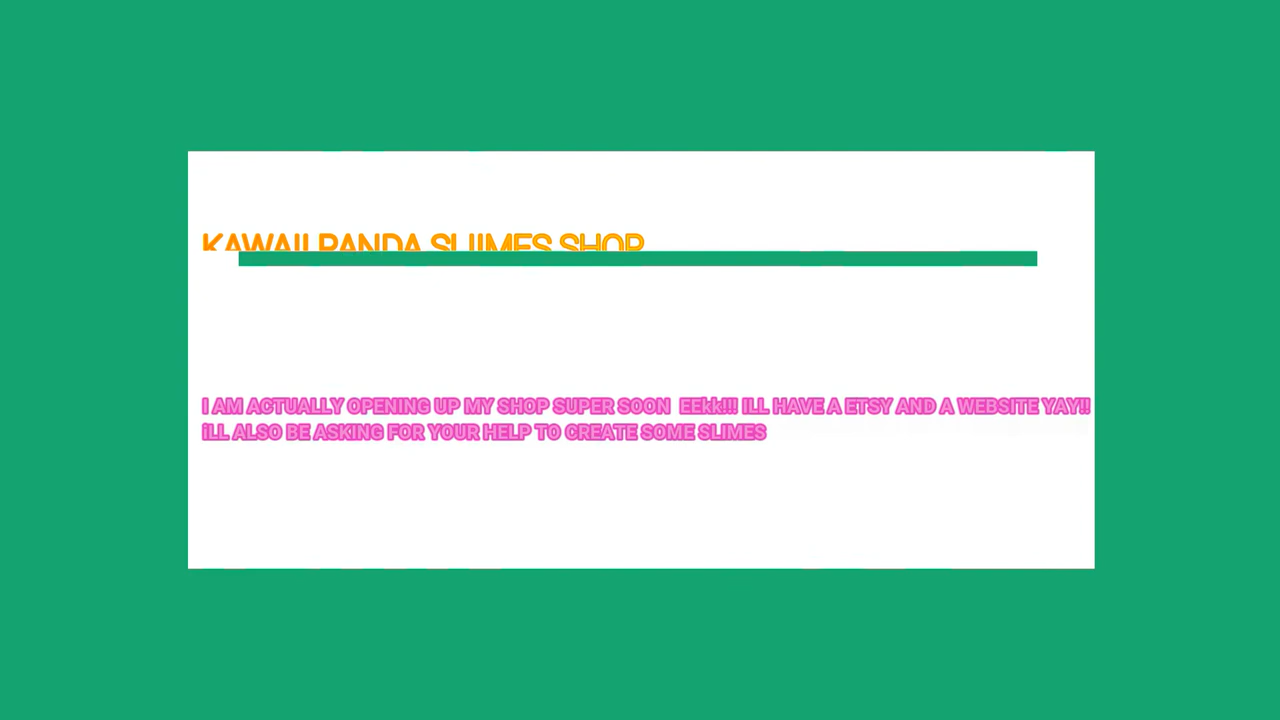 KAWAII PANDA SLIMES SHOP
I AM ACTUALLY OPENING UP MY SHOP SUPER SOON EEkk!!! ILL HAVE A ETSY AND A WEBSITE YAY!!
iLL ALSO BE ASKING FOR YOUR HELP TO CREATE SOME SLIMES